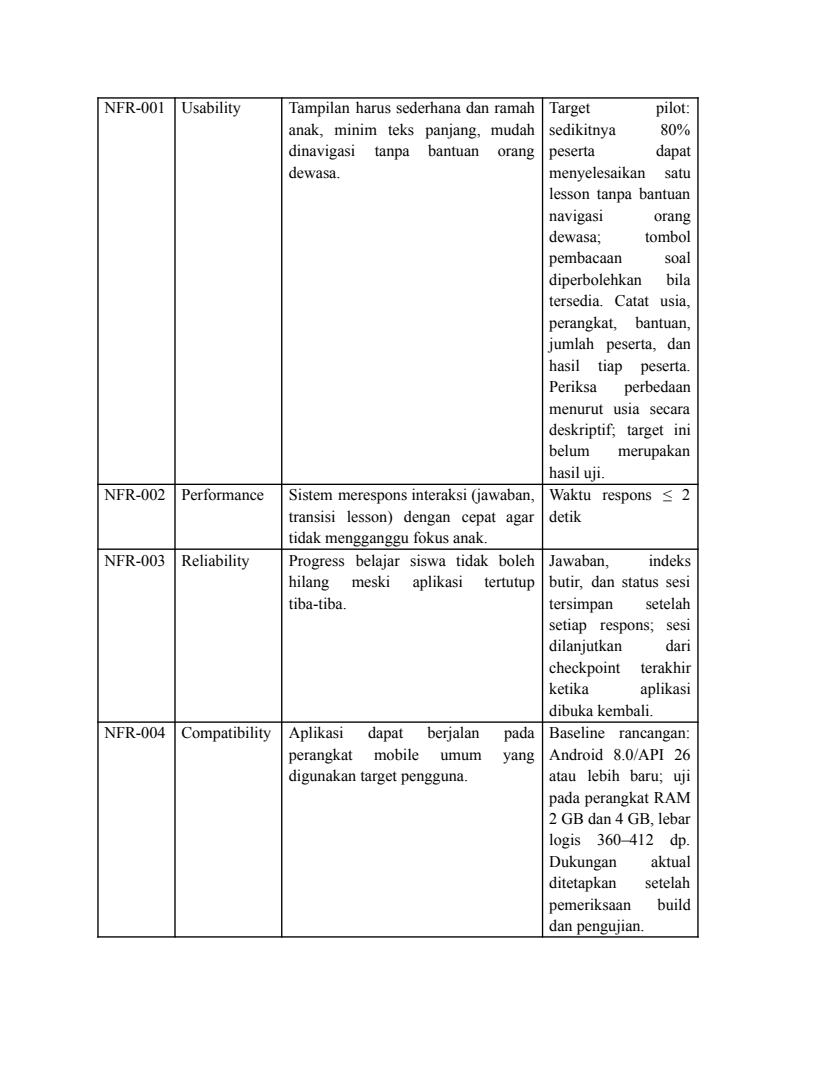 NFR-001
Usability
Tampilan harus sederhana dan ramah
anak, minim teks panjang, mudah
dinavigasi tanpa bantuan orang
dewasa.
Target pilot:
sedikitnya 80%
peserta dapat
menyelesaikan satu
lesson tanpa bantuan
navigasi orang
dewasa; tombol
pembacaan soal
diperbolehkan bila
tersedia. Catat usia,
perangkat, bantuan,
jumlah peserta, dan
hasil tiap peserta.
Periksa perbedaan
menurut usia secara
deskriptif; target ini
belum merupakan
hasil uji.
NFR-002
Performance
Sistem merespons interaksi (jawaban,
transisi lesson) dengan cepat agar
tidak mengganggu fokus anak.
Waktu respons ≤ 2
detik
NFR-003
Reliability
Progress belajar siswa tidak boleh
hilang meski aplikasi tertutup
tiba-tiba.
Jawaban, indeks
butir, dan status sesi
tersimpan setelah
setiap respons; sesi
dilanjutkan dari
checkpoint terakhir
ketika aplikasi
dibuka kembali.
NFR-004
Compatibility
Aplikasi dapat berjalan pada
perangkat mobile umum yang
digunakan target pengguna.
Baseline rancangan:
Android 8.0/API 26
atau lebih baru; uji
pada perangkat RAM
2 GB dan 4 GB, lebar
logis 360–412 dp.
Dukungan aktual
ditetapkan setelah
pemeriksaan build
dan pengujian.